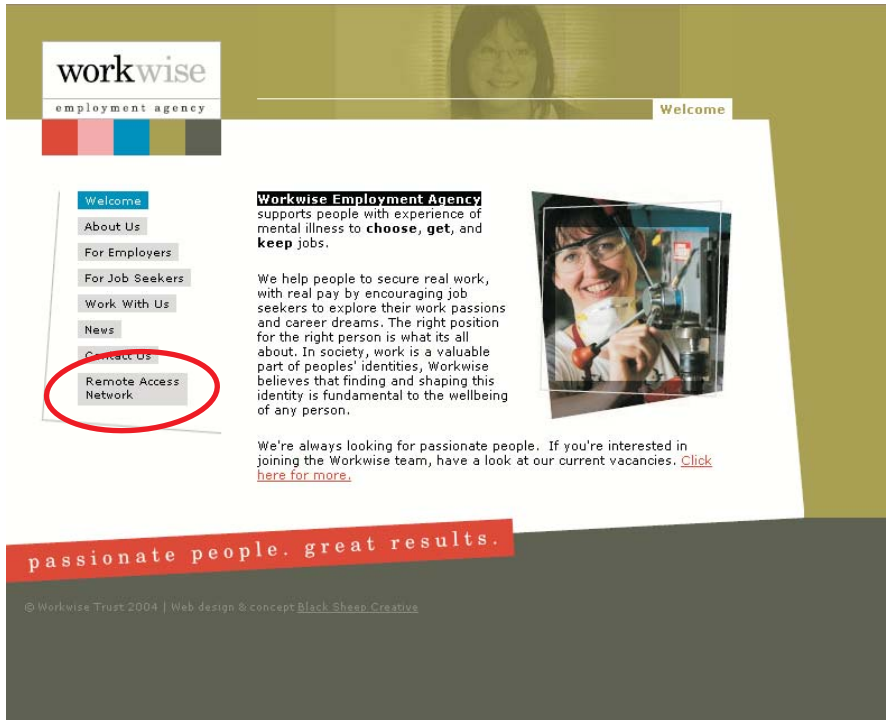 workwise
employment agency
Welcome
Welcome
About Us
For Employers
For Job Seekers
Work With Us
News
Contact Us
Remote Access
Network
Workwise Employment Agency
supports people with experience of
mental illness to choose, get, and
keep jobs.
We help people to secure real work,
with real pay by encouraging job
seekers to explore their work passions
and career dreams. The right position
for the right person is what its all
about. In society, work is a valuable
part of peoples' identities, Workwise
believes that finding and shaping this
identity is fundamental to the wellbeing
of any person.
We're always looking for passionate people. If you're interested in
joining the Workwise team, have a look at our current vacancies. Click
here for more.
passionate people. great results.
© Workwise Trust 2004 | Web design & concept Black Sheep Creative